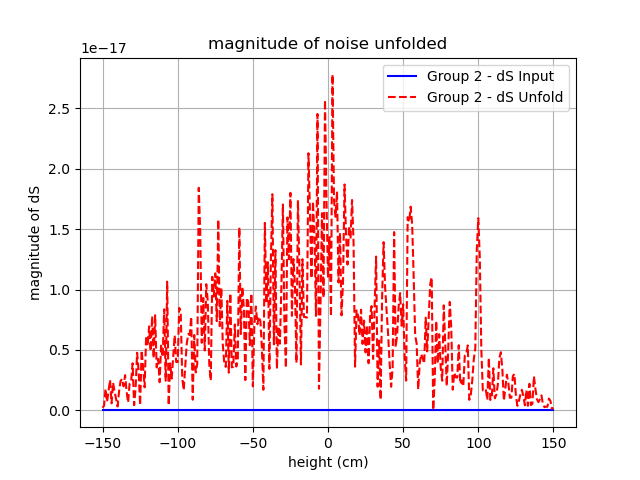 magnitude of noise unfolded
1e−17
Group 2 - dS Input
Group 2 - dS Unfold
magnitude of dS
2.5
2.0
1.5
1.0
0.5
0.0
−150 −100 −50 0 50 100 150
height (cm)